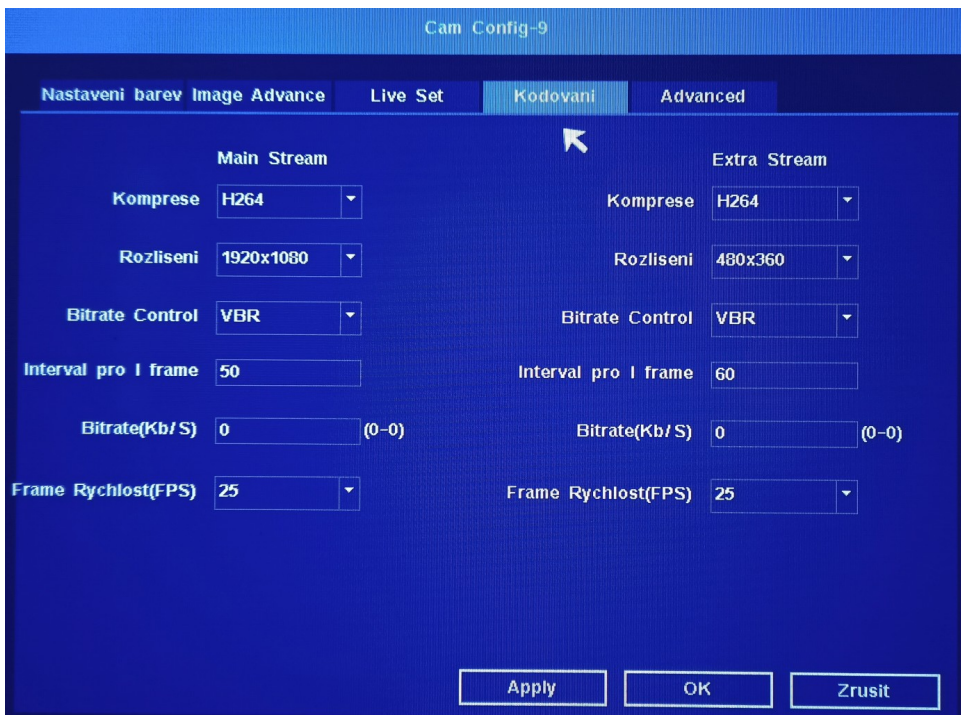 Cam Config-9
Nastaveni barev Image Advance Live Set Kodovani Advanced
Main Stream Extra Stream
Komprese H264 Komprese H264
Rozliseni 1920x1080 Rozliseni 480x360
Bitrate Control VBR Bitrate Control VBR
Interval pro I frame 50 Interval pro I frame 60
Bitrate(Kb/S) 0 (0-0) Bitrate(Kb/S) 0 (0-0)
Frame Rychlost(FPS) 25 Frame Rychlost(FPS) 25
Apply OK Zrusit